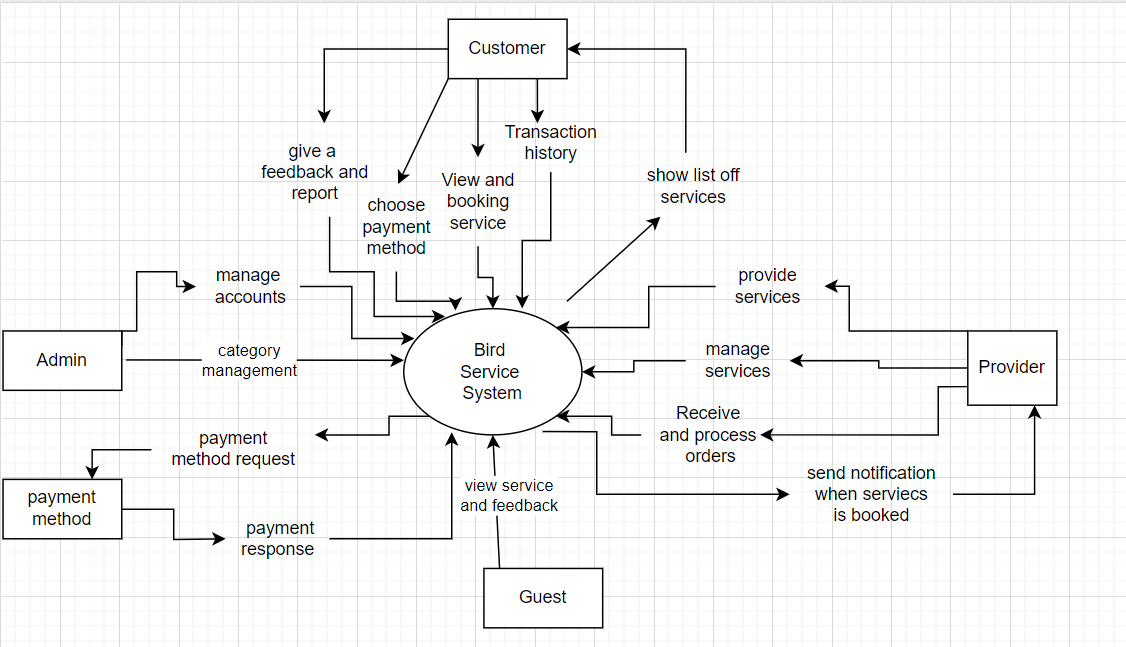 Customer
Transaction
history
give a
feedback and
report
choose
payment
method
View and
booking
service
show list off
services
manage
accounts
provide
services
Admin
category
management
Bird
Service
System
manage
services
Provider
Receive
and process
orders
payment
method request
payment
method
payment
response
view service
and feedback
send notification
when serviecs
is booked
Guest